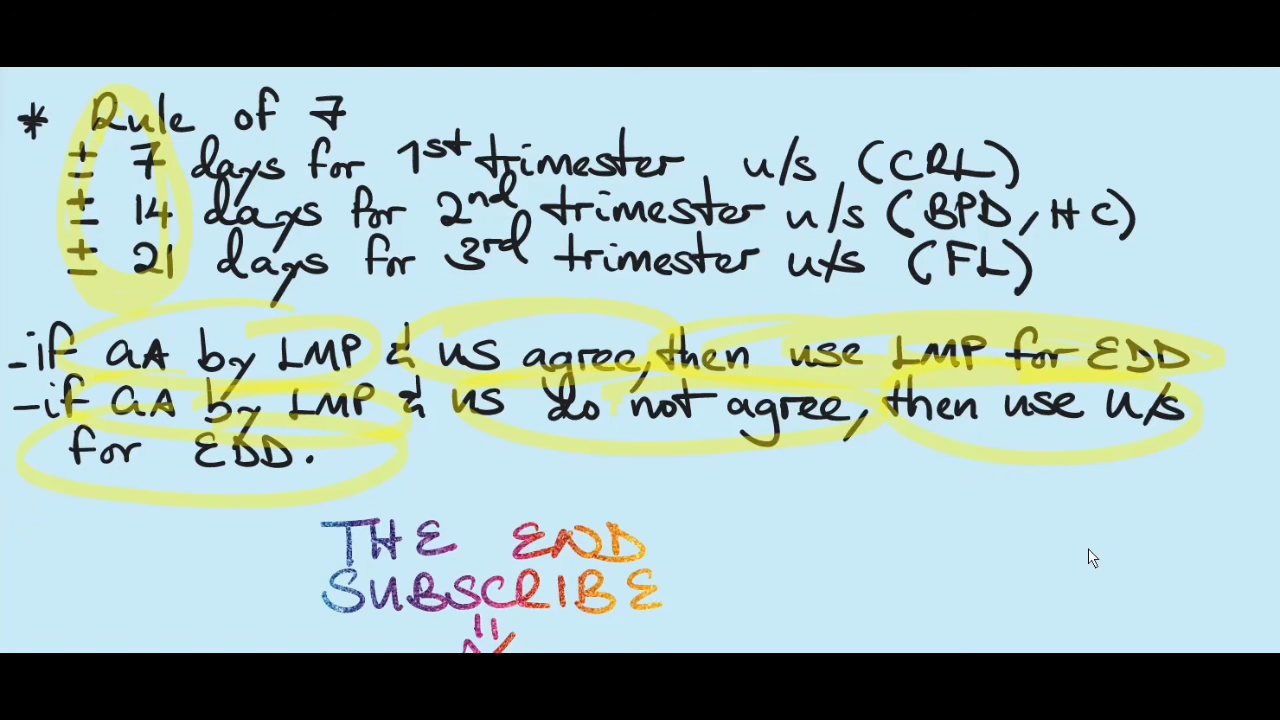 * Rule of 7
± 7 days for 1st trimester u/s (CRL)
± 14 days for 2nd trimester u/s (BPD, HC)
± 21 days for 3rd trimester u/s (FL)
- if GA by LMP & us agree, then use LMP for EDD
- if GA by LMP & us do not agree, then use u/s
for EDD.
THE END
SUBSCRIBE